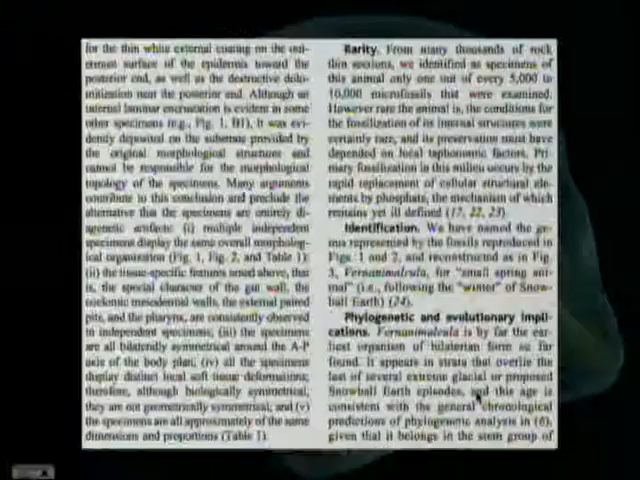 for the thin white external coating on the out-
ermost surface of the epidermis toward the
posterior end, as well as the destructive dolo-
mitization near the posterior end. Although an
internal laminar encrustation is evident in some
other specimens (e.g., Fig. 1, B1), it was evi-
dently deposited on the substrate provided by
the original morphological structures and
cannot be responsible for the morphological
topology of the specimens. Many arguments
contribute to this conclusion and preclude the
alternative that the specimens are entirely di-
agenetic artifacts: (i) multiple independent
specimens display the same overall morpholog-
ical organization (Fig. 1, Fig. 2, and Table 1);
(ii) the tissue-specific features noted above, that
is, the special character of the gut wall, the
coelomic mesodermal walls, the external paired
pits, and the pharynx, are consistently observed
in independent specimens; (iii) the specimens
are all bilaterally symmetrical around the A-P
axis of the body plan; (iv) all the specimens
display distinct local soft tissue deformations;
therefore, although biologically symmetrical,
they are not geometrically symmetrical; and (v)
the specimens are all approximately of the same
dimensions and proportions (Table 1).
Rarity. From many thousands of rock
thin sections, we identified as specimens of
this animal only one out of every 5,000 to
10,000 microfossils that were examined.
However rare the animal is, the conditions for
the fossilization of its internal structures were
certainly rare, and its preservation must have
depended on local taphonomic factors. Pri-
mary fossilization in this milieu occurs by the
rapid replacement of cellular structural ele-
ments by phosphate, the mechanism of which
remains yet ill defined (17, 22, 23).
Identification. We have named the ge-
nus represented by the fossils reproduced in
Figs. 1 and 2, and reconstructed as in Fig.
3, Vernanimalcula, for "small spring ani-
mal" (i.e., following the "winter" of Snow-
ball Earth) (24).
Phylogenetic and evolutionary impli-
cations. Vernanimalcula is by far the ear-
liest organism of bilaterian form so far
found. It appears in strata that overlie the
last of several extreme glacial or proposed
Snowball Earth episodes, and this age is
consistent with the general chronological
predictions of phylogenetic analysis in (6),
given that it belongs in the stem group of